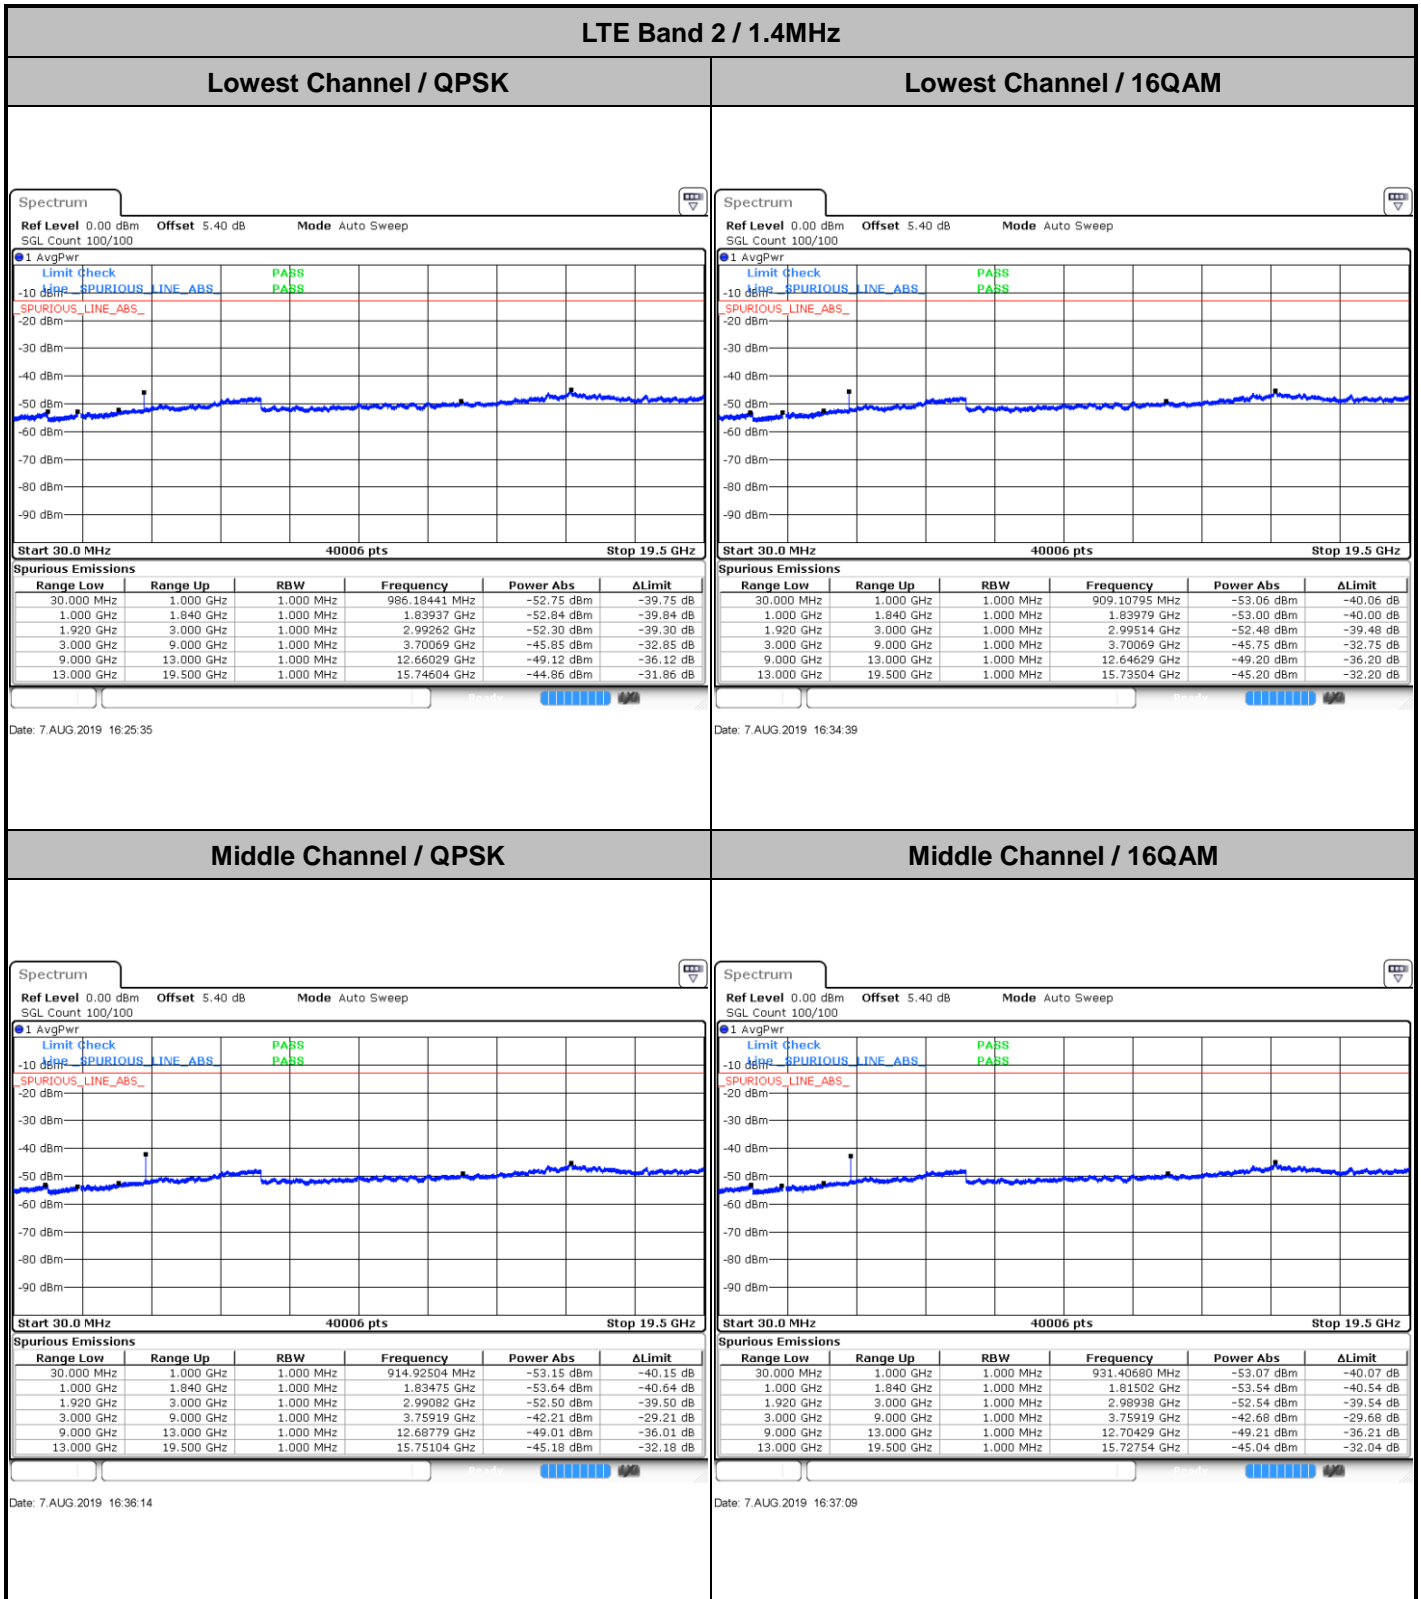 LTE Band 2 / 1.4MHz
Lowest Channel / QPSK
Lowest Channel / 16QAM
Spectrum
Ref Level 0.00 dBm Offset 5.40 dB Mode Auto Sweep
SGL Count 100/100
1 AvgPwr
Limit Check PASS
Line _SPURIOUS_LINE_ABS_ PASS
-10 dBm
_SPURIOUS_LINE_ABS_
-20 dBm
-30 dBm
-40 dBm
-50 dBm
-60 dBm
-70 dBm
-80 dBm
-90 dBm
Start 30.0 MHz 40006 pts Stop 19.5 GHz
Spurious Emissions
Range Low Range Up RBW Frequency Power Abs ΔLimit
30.000 MHz 1.000 GHz 1.000 MHz 986.18441 MHz -52.75 dBm -39.75 dB
1.000 GHz 1.840 GHz 1.000 MHz 1.83937 GHz -52.84 dBm -39.84 dB
1.920 GHz 3.000 GHz 1.000 MHz 2.99262 GHz -52.30 dBm -39.30 dB
3.000 GHz 9.000 GHz 1.000 MHz 3.70069 GHz -45.85 dBm -32.85 dB
9.000 GHz 13.000 GHz 1.000 MHz 12.66029 GHz -49.12 dBm -36.12 dB
13.000 GHz 19.500 GHz 1.000 MHz 15.74604 GHz -44.86 dBm -31.86 dB
Ready
Date: 7.AUG.2019 16:25:35
Spectrum
Ref Level 0.00 dBm Offset 5.40 dB Mode Auto Sweep
SGL Count 100/100
1 AvgPwr
Limit Check PASS
Line _SPURIOUS_LINE_ABS_ PASS
-10 dBm
_SPURIOUS_LINE_ABS_
-20 dBm
-30 dBm
-40 dBm
-50 dBm
-60 dBm
-70 dBm
-80 dBm
-90 dBm
Start 30.0 MHz 40006 pts Stop 19.5 GHz
Spurious Emissions
Range Low Range Up RBW Frequency Power Abs ΔLimit
30.000 MHz 1.000 GHz 1.000 MHz 909.10795 MHz -53.06 dBm -40.06 dB
1.000 GHz 1.840 GHz 1.000 MHz 1.83979 GHz -53.00 dBm -40.00 dB
1.920 GHz 3.000 GHz 1.000 MHz 2.99514 GHz -52.48 dBm -39.48 dB
3.000 GHz 9.000 GHz 1.000 MHz 3.70069 GHz -45.75 dBm -32.75 dB
9.000 GHz 13.000 GHz 1.000 MHz 12.64629 GHz -49.20 dBm -36.20 dB
13.000 GHz 19.500 GHz 1.000 MHz 15.73504 GHz -45.20 dBm -32.20 dB
Ready
Date: 7.AUG.2019 16:34:39
Middle Channel / QPSK
Middle Channel / 16QAM
Spectrum
Ref Level 0.00 dBm Offset 5.40 dB Mode Auto Sweep
SGL Count 100/100
1 AvgPwr
Limit Check PASS
Line _SPURIOUS_LINE_ABS_ PASS
-10 dBm
_SPURIOUS_LINE_ABS_
-20 dBm
-30 dBm
-40 dBm
-50 dBm
-60 dBm
-70 dBm
-80 dBm
-90 dBm
Start 30.0 MHz 40006 pts Stop 19.5 GHz
Spurious Emissions
Range Low Range Up RBW Frequency Power Abs ΔLimit
30.000 MHz 1.000 GHz 1.000 MHz 914.92504 MHz -53.15 dBm -40.15 dB
1.000 GHz 1.840 GHz 1.000 MHz 1.83475 GHz -53.64 dBm -40.64 dB
1.920 GHz 3.000 GHz 1.000 MHz 2.99082 GHz -52.50 dBm -39.50 dB
3.000 GHz 9.000 GHz 1.000 MHz 3.75919 GHz -42.21 dBm -29.21 dB
9.000 GHz 13.000 GHz 1.000 MHz 12.68779 GHz -49.01 dBm -36.01 dB
13.000 GHz 19.500 GHz 1.000 MHz 15.75104 GHz -45.18 dBm -32.18 dB
Ready
Date: 7.AUG.2019 16:36:14
Spectrum
Ref Level 0.00 dBm Offset 5.40 dB Mode Auto Sweep
SGL Count 100/100
1 AvgPwr
Limit Check PASS
Line _SPURIOUS_LINE_ABS_ PASS
-10 dBm
_SPURIOUS_LINE_ABS_
-20 dBm
-30 dBm
-40 dBm
-50 dBm
-60 dBm
-70 dBm
-80 dBm
-90 dBm
Start 30.0 MHz 40006 pts Stop 19.5 GHz
Spurious Emissions
Range Low Range Up RBW Frequency Power Abs ΔLimit
30.000 MHz 1.000 GHz 1.000 MHz 931.40680 MHz -53.07 dBm -40.07 dB
1.000 GHz 1.840 GHz 1.000 MHz 1.81502 GHz -53.54 dBm -40.54 dB
1.920 GHz 3.000 GHz 1.000 MHz 2.98938 GHz -52.54 dBm -39.54 dB
3.000 GHz 9.000 GHz 1.000 MHz 3.75919 GHz -42.68 dBm -29.68 dB
9.000 GHz 13.000 GHz 1.000 MHz 12.70429 GHz -49.21 dBm -36.21 dB
13.000 GHz 19.500 GHz 1.000 MHz 15.72754 GHz -45.04 dBm -32.04 dB
Ready
Date: 7.AUG.2019 16:37:09